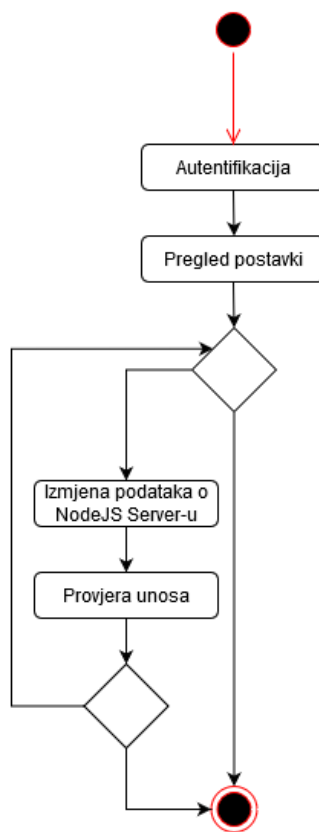 Autentifikacija
Pregled postavki
Izmjena podataka o
NodeJS Server-u
Provjera unosa